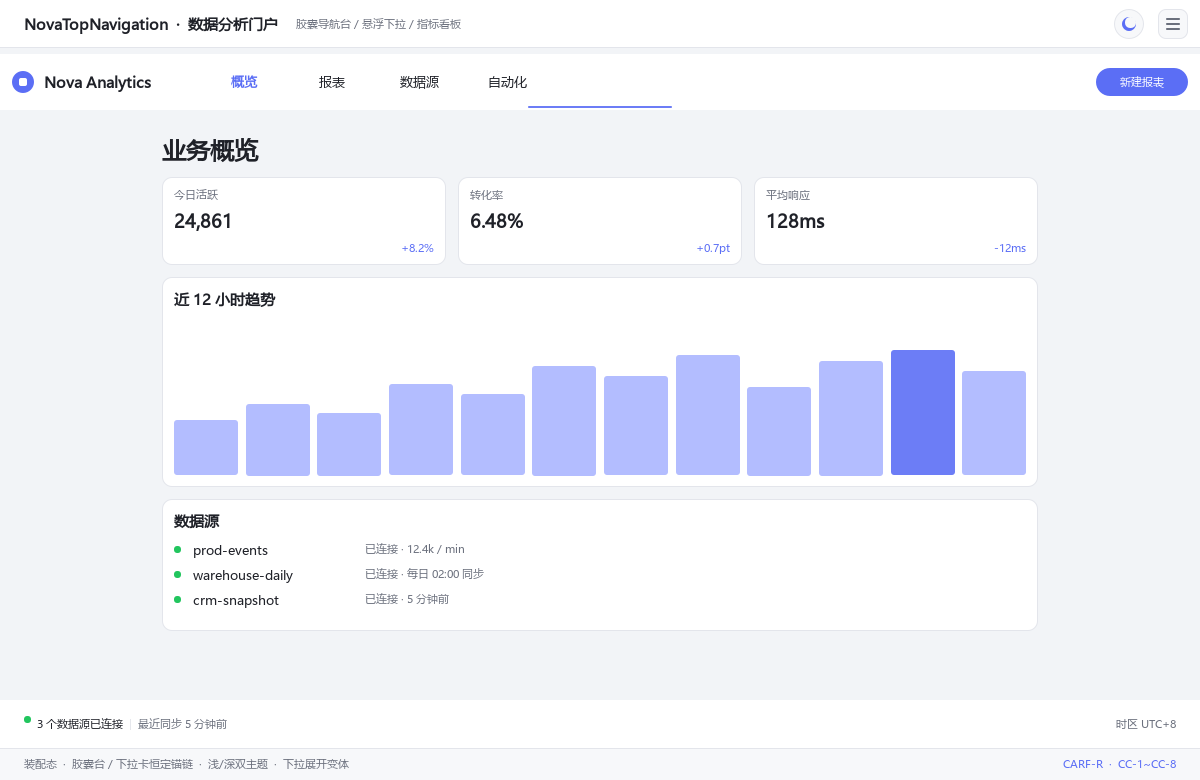 NovaTopNavigation · 数据分析门户 胶囊导航台 / 悬浮下拉 / 指标看板
Nova Analytics 概览 报表 数据源 自动化 新建报表
业务概览
今日活跃 转化率 平均响应
24,861 6.48% 128ms
+8.2% +0.7pt -12ms
近 12 小时趋势
数据源
prod-events 已连接 · 12.4k / min
warehouse-daily 已连接 · 每日 02:00 同步
crm-snapshot 已连接 · 5 分钟前
3 个数据源已连接 最近同步 5 分钟前 时区 UTC+8
装配态 · 胶囊台 / 下拉卡恒定锚链 · 浅/深双主题 · 下拉展开变体 CARF-R · CC-1~CC-8